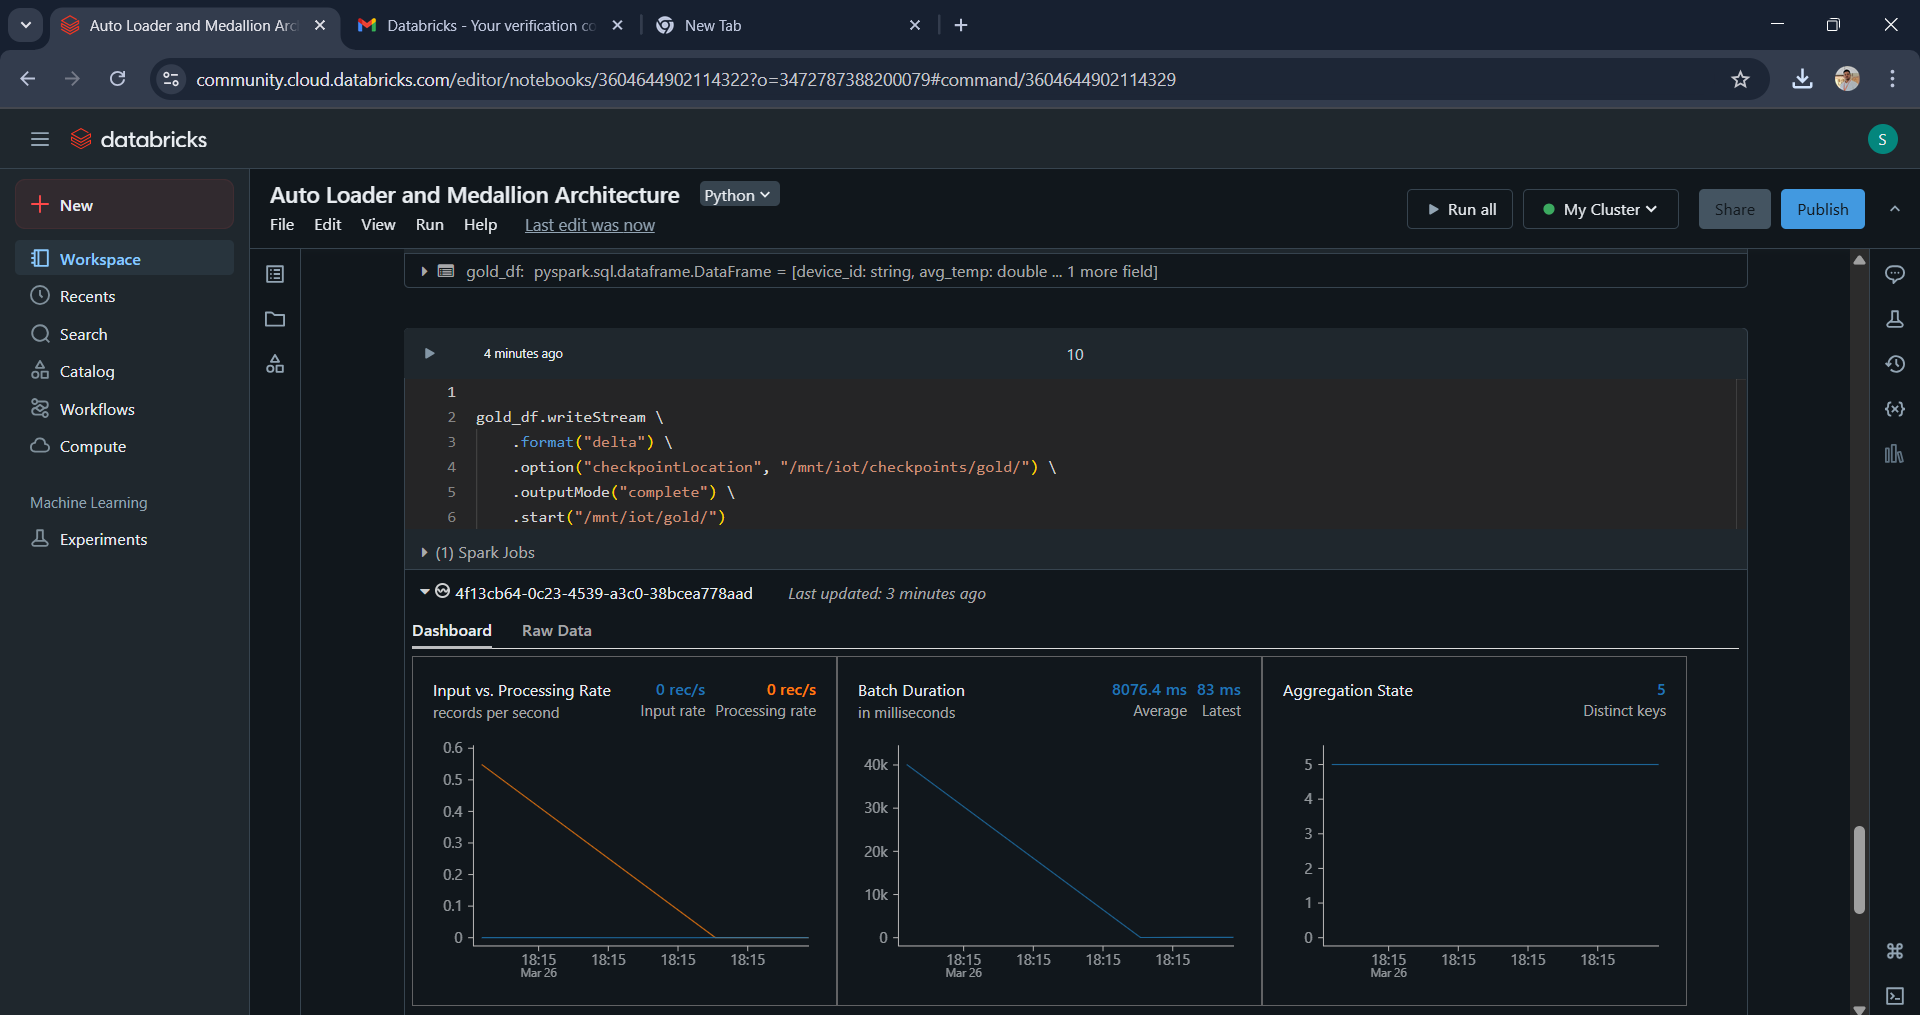 Auto Loader and Medallion Arc
Databricks - Your verification co
New Tab
community.cloud.databricks.com/editor/notebooks/3604644902114322?o=3472787388200079#command/3604644902114329
databricks
S
New
Workspace
Recents
Search
Catalog
Workflows
Compute
Machine Learning
Experiments
Auto Loader and Medallion Architecture
Python
File Edit View Run Help Last edit was now
Run all
My Cluster
Share
Publish
gold_df: pyspark.sql.dataframe.DataFrame = [device_id: string, avg_temp: double ... 1 more field]
4 minutes ago
10
1
2 gold_df.writeStream \
3 .format("delta") \
4 .option("checkpointLocation", "/mnt/iot/checkpoints/gold/") \
5 .outputMode("complete") \
6 .start("/mnt/iot/gold/")
(1) Spark Jobs
4f13cb64-0c23-4539-a3c0-38bcea778aad Last updated: 3 minutes ago
Dashboard Raw Data
Input vs. Processing Rate 0 rec/s 0 rec/s
records per second Input rate Processing rate
0.6
0.5
0.4
0.3
0.2
0.1
0
18:15 18:15 18:15 18:15
Mar 26
Batch Duration 8076.4 ms 83 ms
in milliseconds Average Latest
40k
30k
20k
10k
0
18:15 18:15 18:15 18:15
Mar 26
Aggregation State 5
Distinct keys
5
4
3
2
1
0
18:15 18:15 18:15 18:15
Mar 26